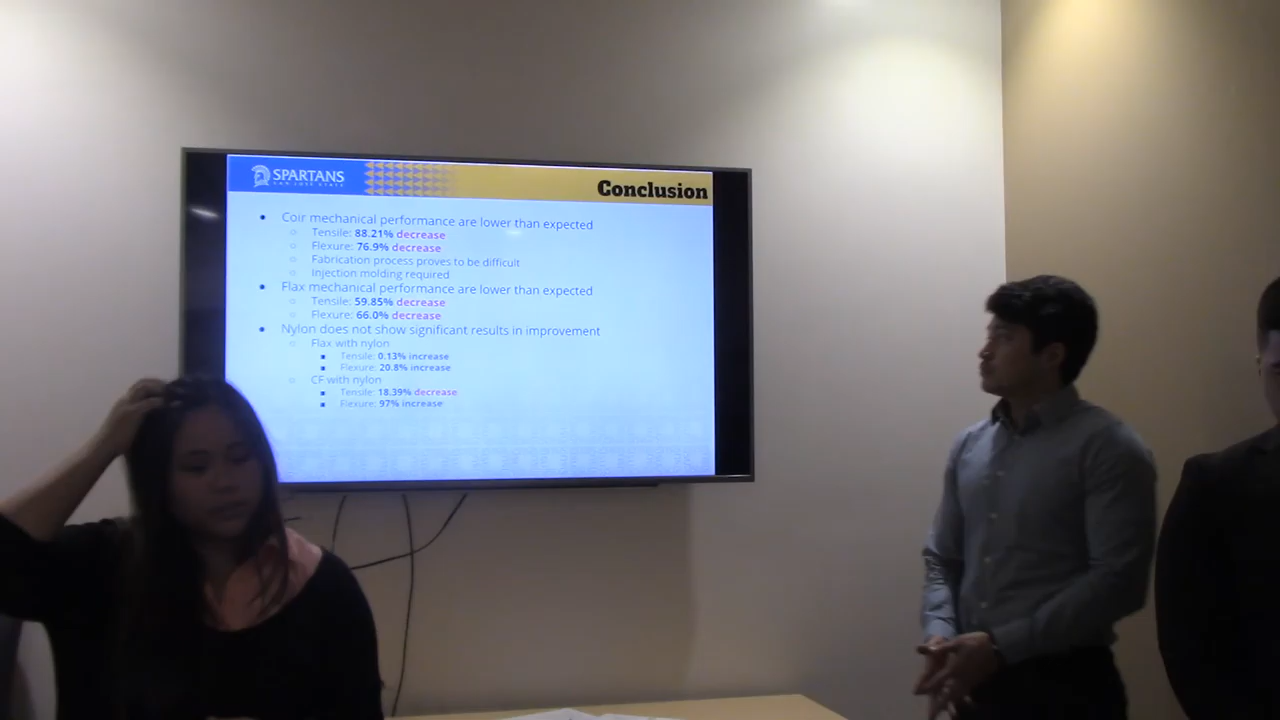 SPARTANS
SAN JOSE STATE
Conclusion
• Coir mechanical performance are lower than expected
○ Tensile: 88.21% decrease
○ Flexure: 76.9% decrease
○ Fabrication process proves to be difficult
○ Injection molding required
• Flax mechanical performance are lower than expected
○ Tensile: 59.85% decrease
○ Flexure: 66.0% decrease
• Nylon does not show significant results in improvement
○ Flax with nylon
■ Tensile: 0.13% increase
■ Flexure: 20.8% increase
○ CF with nylon
■ Tensile: 18.39% decrease
■ Flexure: 97% increase